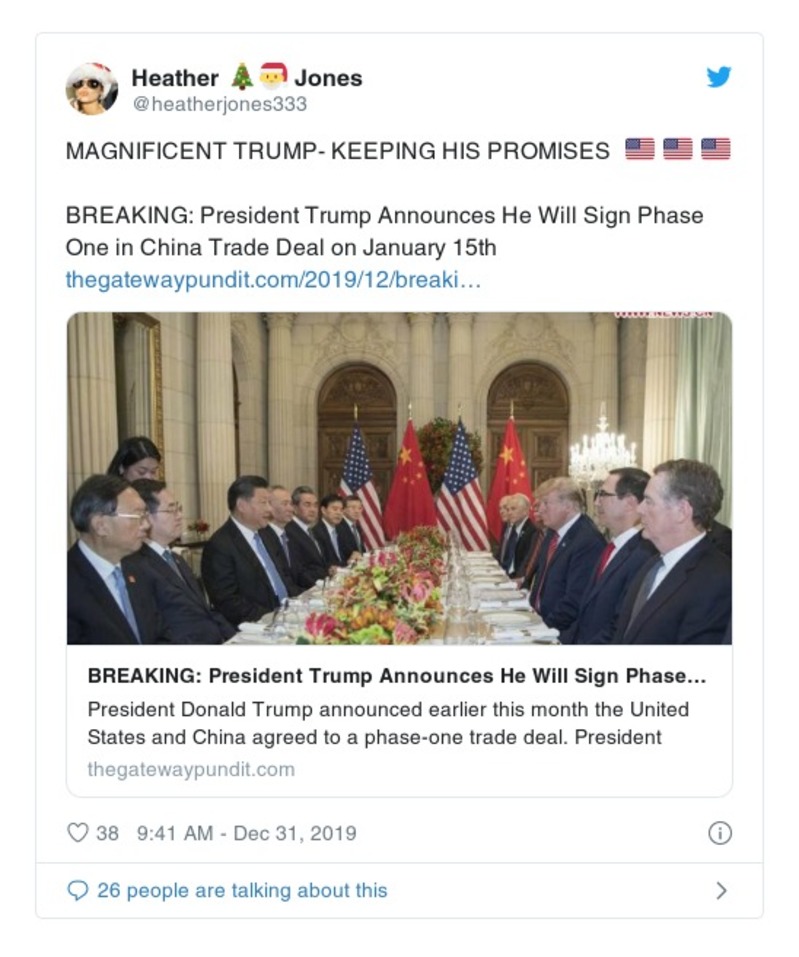 Heather 🎄🎅 Jones
@heatherjones333
MAGNIFICENT TRUMP- KEEPING HIS PROMISES 🇺🇸 🇺🇸 🇺🇸
BREAKING: President Trump Announces He Will Sign Phase
One in China Trade Deal on January 15th
thegatewaypundit.com/2019/12/breaki…
WWW.NEWS.CN
BREAKING: President Trump Announces He Will Sign Phase...
President Donald Trump announced earlier this month the United
States and China agreed to a phase-one trade deal. President
thegatewaypundit.com
38 9:41 AM - Dec 31, 2019
26 people are talking about this